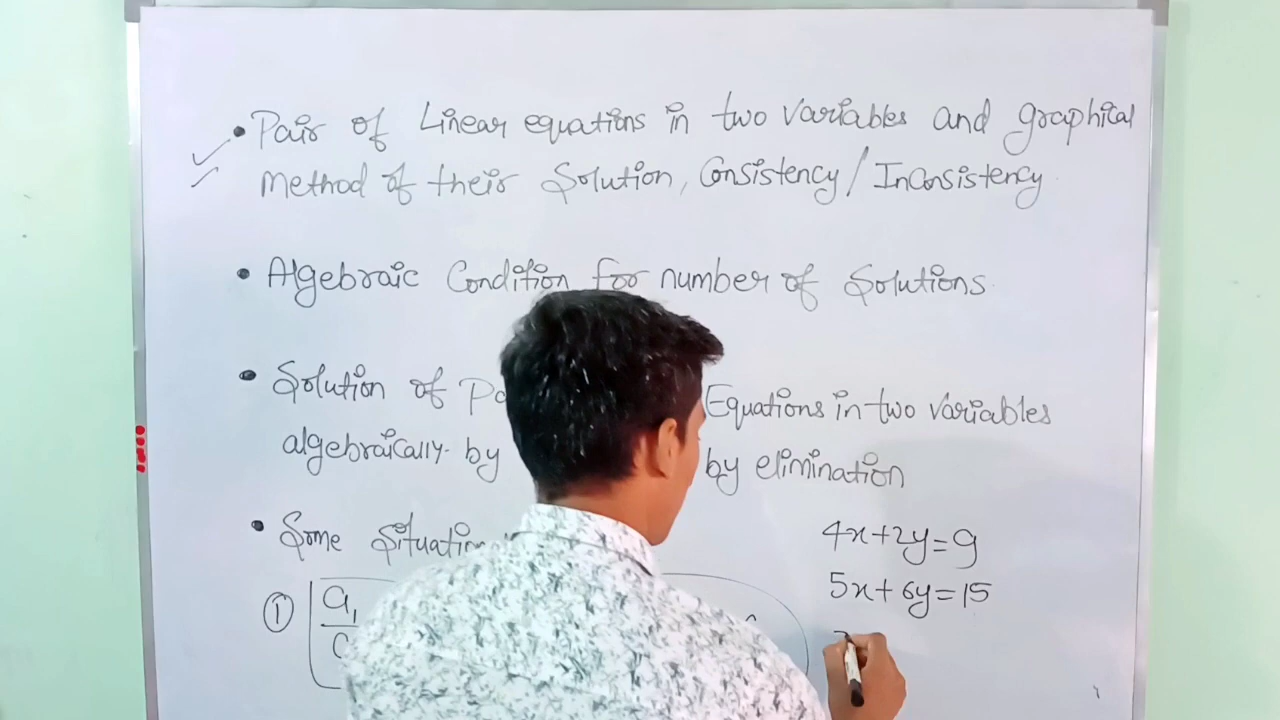 • Pair of Linear equations in two variables and graphical
method of their Solution, Consistency / InConsistency
• Algebraic Condition for number of Solutions.
• Solution of Equations in two variables
algebraically by by elimination
• Some
4x+2y=9
5x+6y=15
① a₁